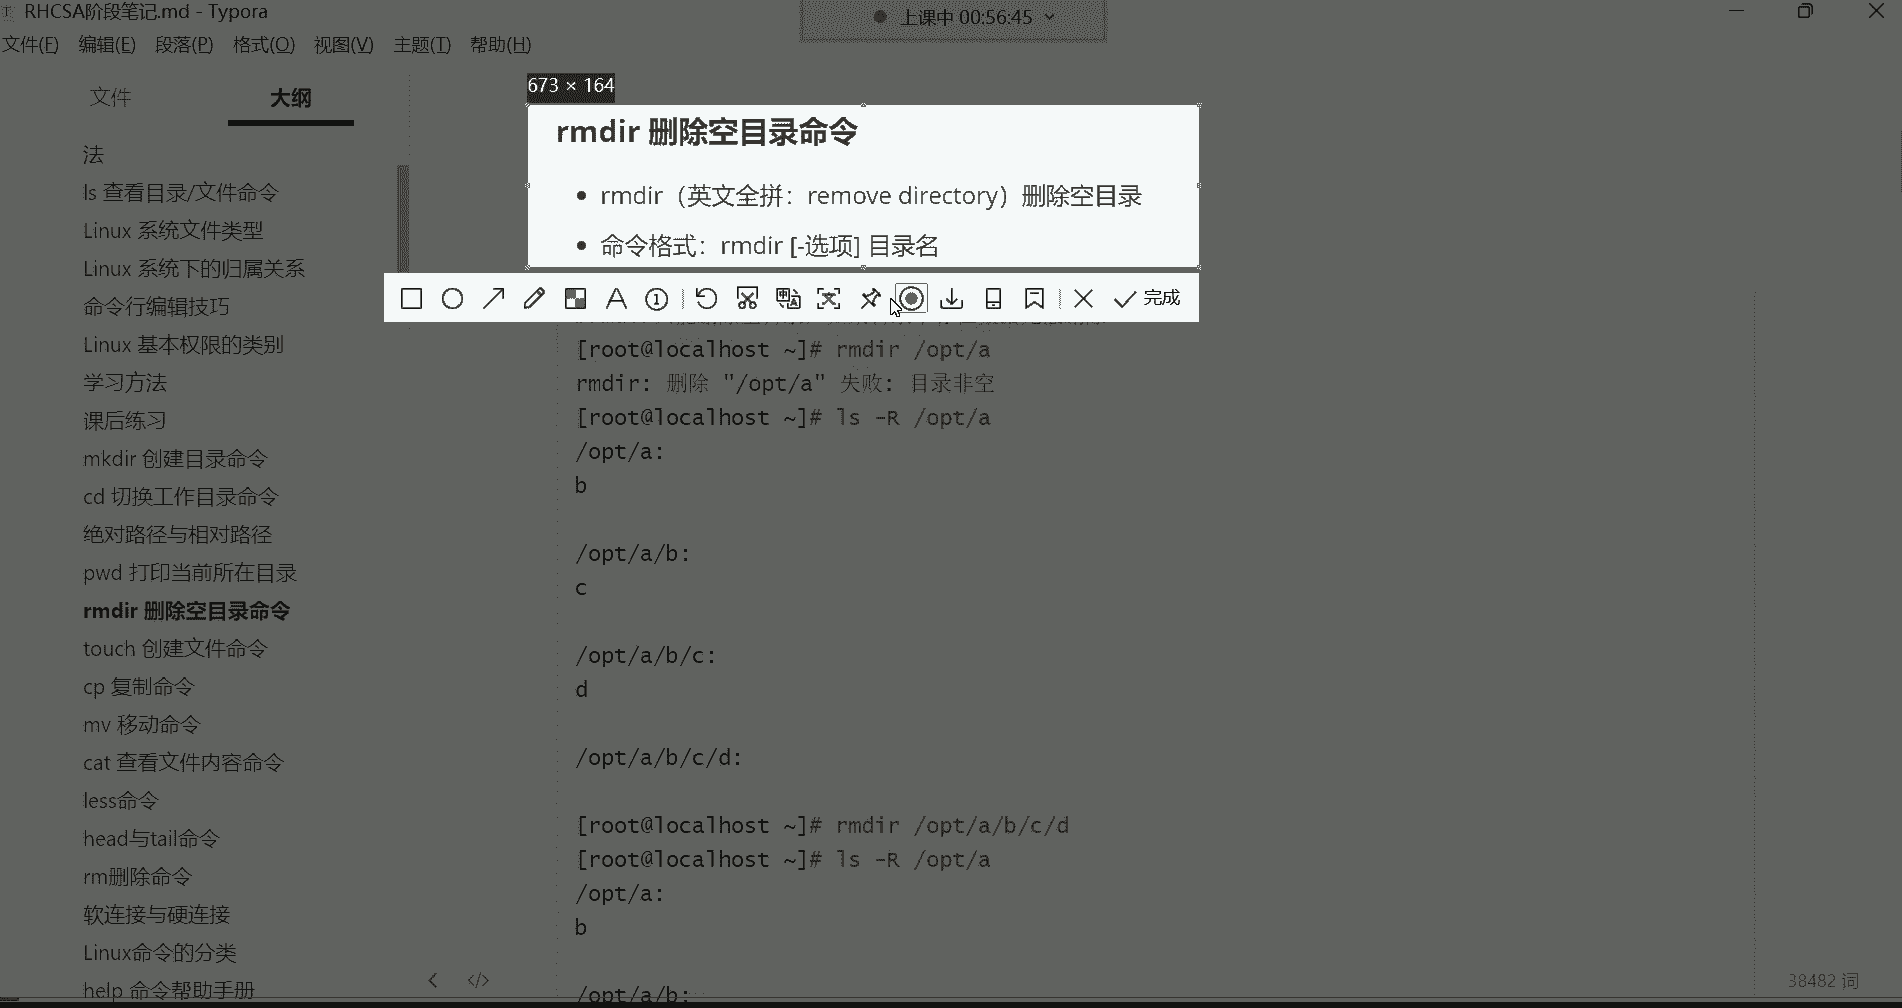 RHCSA阶段笔记.md - Typora
上课中 00:56:45
文件(F) 编辑(E) 段落(P) 格式(O) 视图(V) 主题(T) 帮助(H)
文件 大纲
法
ls 查看目录/文件命令
Linux 系统文件类型
Linux 系统下的归属关系
命令行编辑技巧
Linux 基本权限的类别
学习方法
课后练习
mkdir 创建目录命令
cd 切换工作目录命令
绝对路径与相对路径
pwd 打印当前所在目录
rmdir 删除空目录命令
touch 创建文件命令
cp 复制命令
mv 移动命令
cat 查看文件内容命令
less命令
head与tail命令
rm删除命令
软连接与硬连接
Linux命令的分类
help 命令帮助手册
673 × 164
rmdir 删除空目录命令
rmdir（英文全拼：remove directory）删除空目录
命令格式：rmdir [-选项] 目录名
完成
[root@localhost ~]# rmdir /opt/a
rmdir: 删除 "/opt/a" 失败: 目录非空
[root@localhost ~]# ls -R /opt/a
/opt/a:
b
/opt/a/b:
c
/opt/a/b/c:
d
/opt/a/b/c/d:
[root@localhost ~]# rmdir /opt/a/b/c/d
[root@localhost ~]# ls -R /opt/a
/opt/a:
b
/opt/a/b:
38482 词